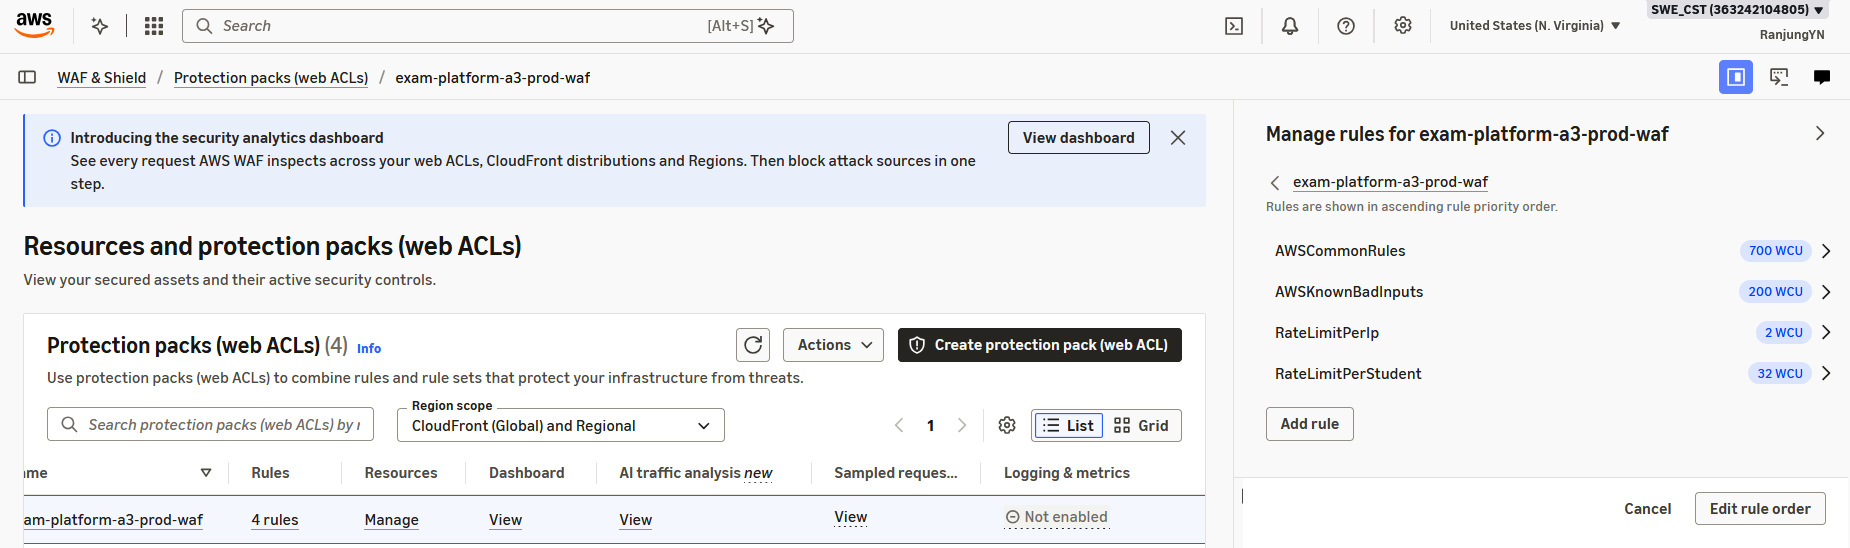 aws
Search
[Alt+S]
United States (N. Virginia)
SWE_CST (363242104805)
RanjungYN
WAF & Shield / Protection packs (web ACLs) / exam-platform-a3-prod-waf
Introducing the security analytics dashboard
See every request AWS WAF inspects across your web ACLs, CloudFront distributions and Regions. Then block attack sources in one
step.
View dashboard
Resources and protection packs (web ACLs)
View your secured assets and their active security controls.
Protection packs (web ACLs) (4) Info
Actions
Create protection pack (web ACL)
Use protection packs (web ACLs) to combine rules and rule sets that protect your infrastructure from threats.
Search protection packs (web ACLs) by
Region scope
CloudFront (Global) and Regional
1
List
Grid
me
Rules
Resources
Dashboard
AI traffic analysis new
Sampled reques...
Logging & metrics
am-platform-a3-prod-waf
4 rules
Manage
View
View
View
Not enabled
Manage rules for exam-platform-a3-prod-waf
exam-platform-a3-prod-waf
Rules are shown in ascending rule priority order.
AWSCommonRules 700 WCU
AWSKnownBadInputs 200 WCU
RateLimitPerIp 2 WCU
RateLimitPerStudent 32 WCU
Add rule
Cancel
Edit rule order